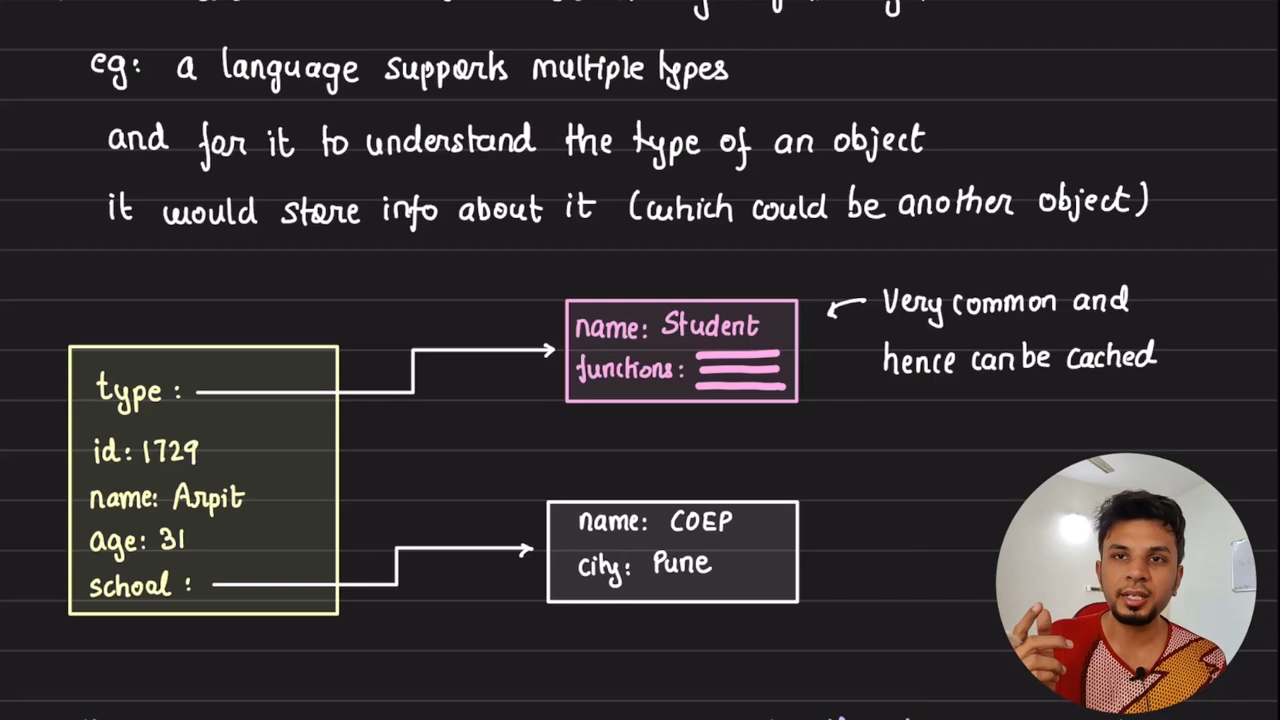 eg: a language supports multiple types
and for it to understand the type of an object
it would store info about it (which could be another object)
name: Student
functions:
Very common and
hence can be cached
type:
id: 1729
name: Arpit
age: 31
school:
name: COEP
city: Pune